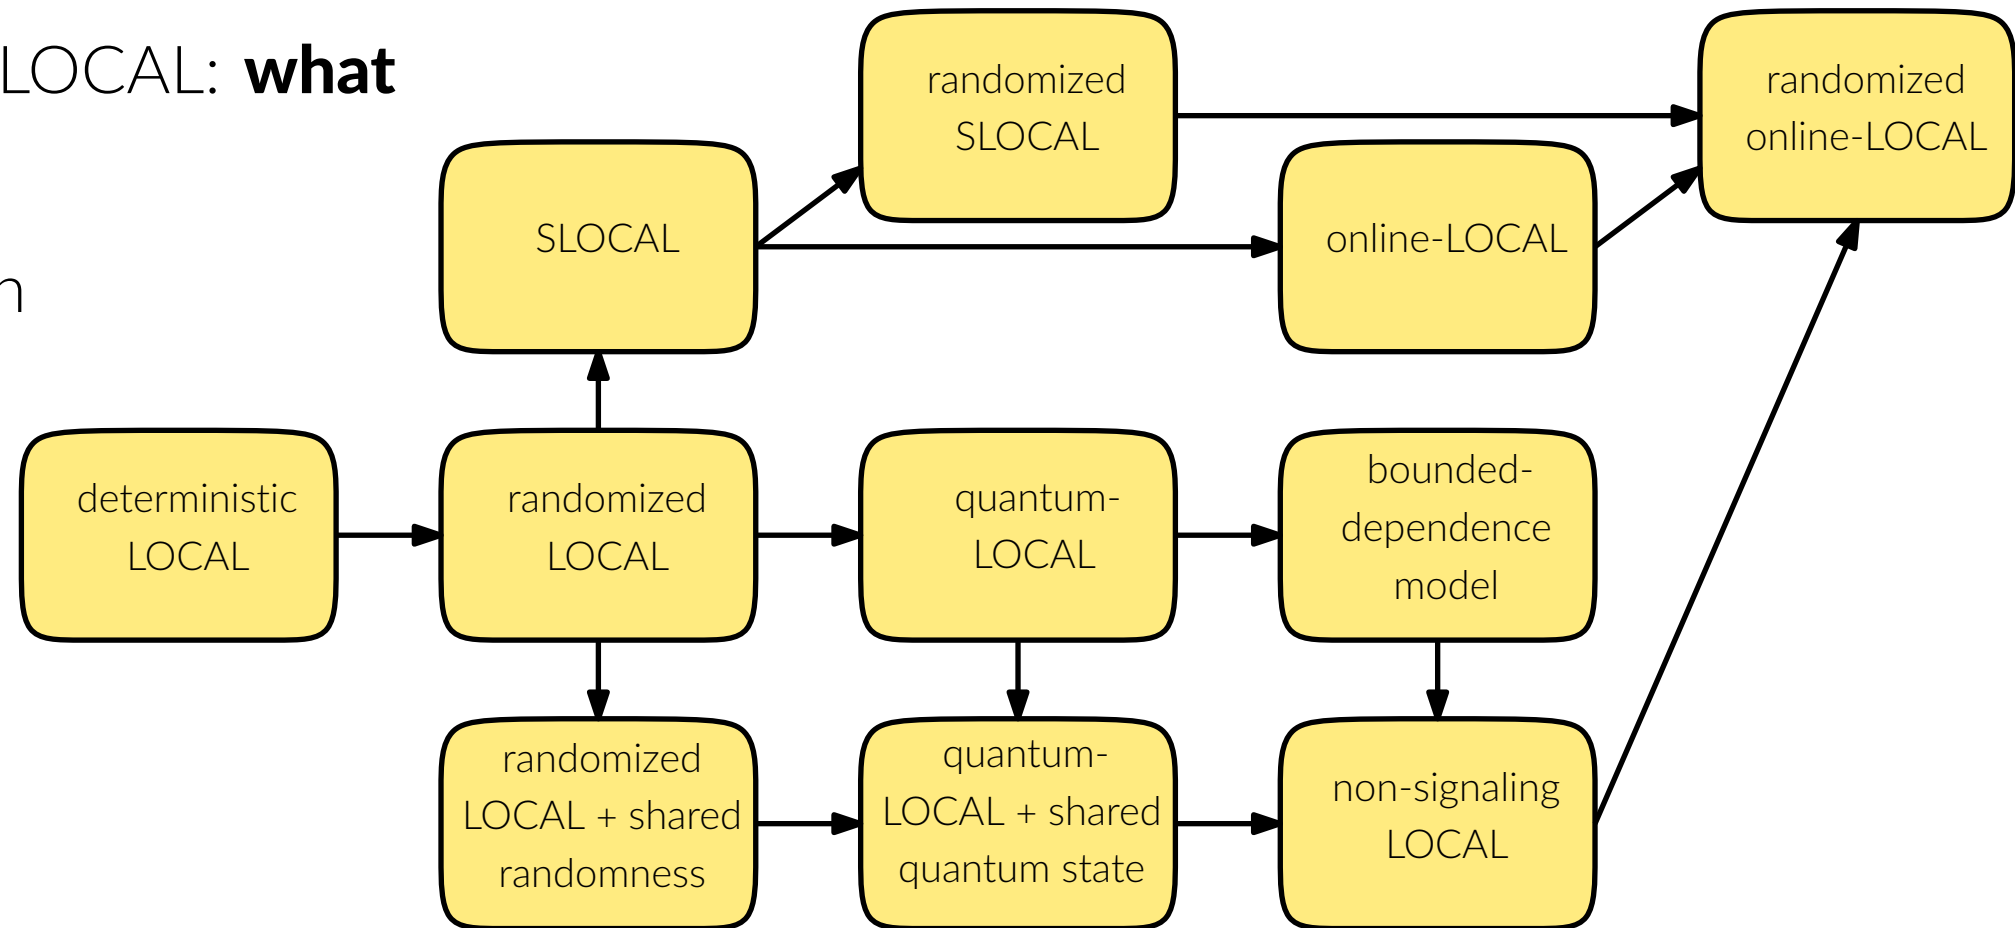 LOCAL: what
n
randomized
SLOCAL
randomized
online-LOCAL
SLOCAL
online-LOCAL
deterministic
LOCAL
randomized
LOCAL
quantum-
LOCAL
bounded-
dependence
model
randomized
LOCAL + shared
randomness
quantum-
LOCAL + shared
quantum state
non-signaling
LOCAL